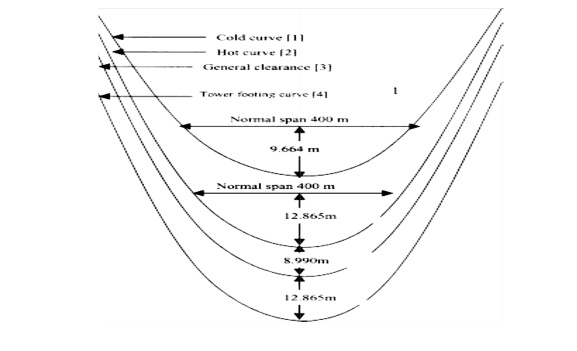 Cold curve [1]
Hot curve [2]
General clearance [3]
Tower footing curve [4]
1
Normal span 400 m
9.664 m
Normal span 400 m
12.865m
8.990m
12.865m